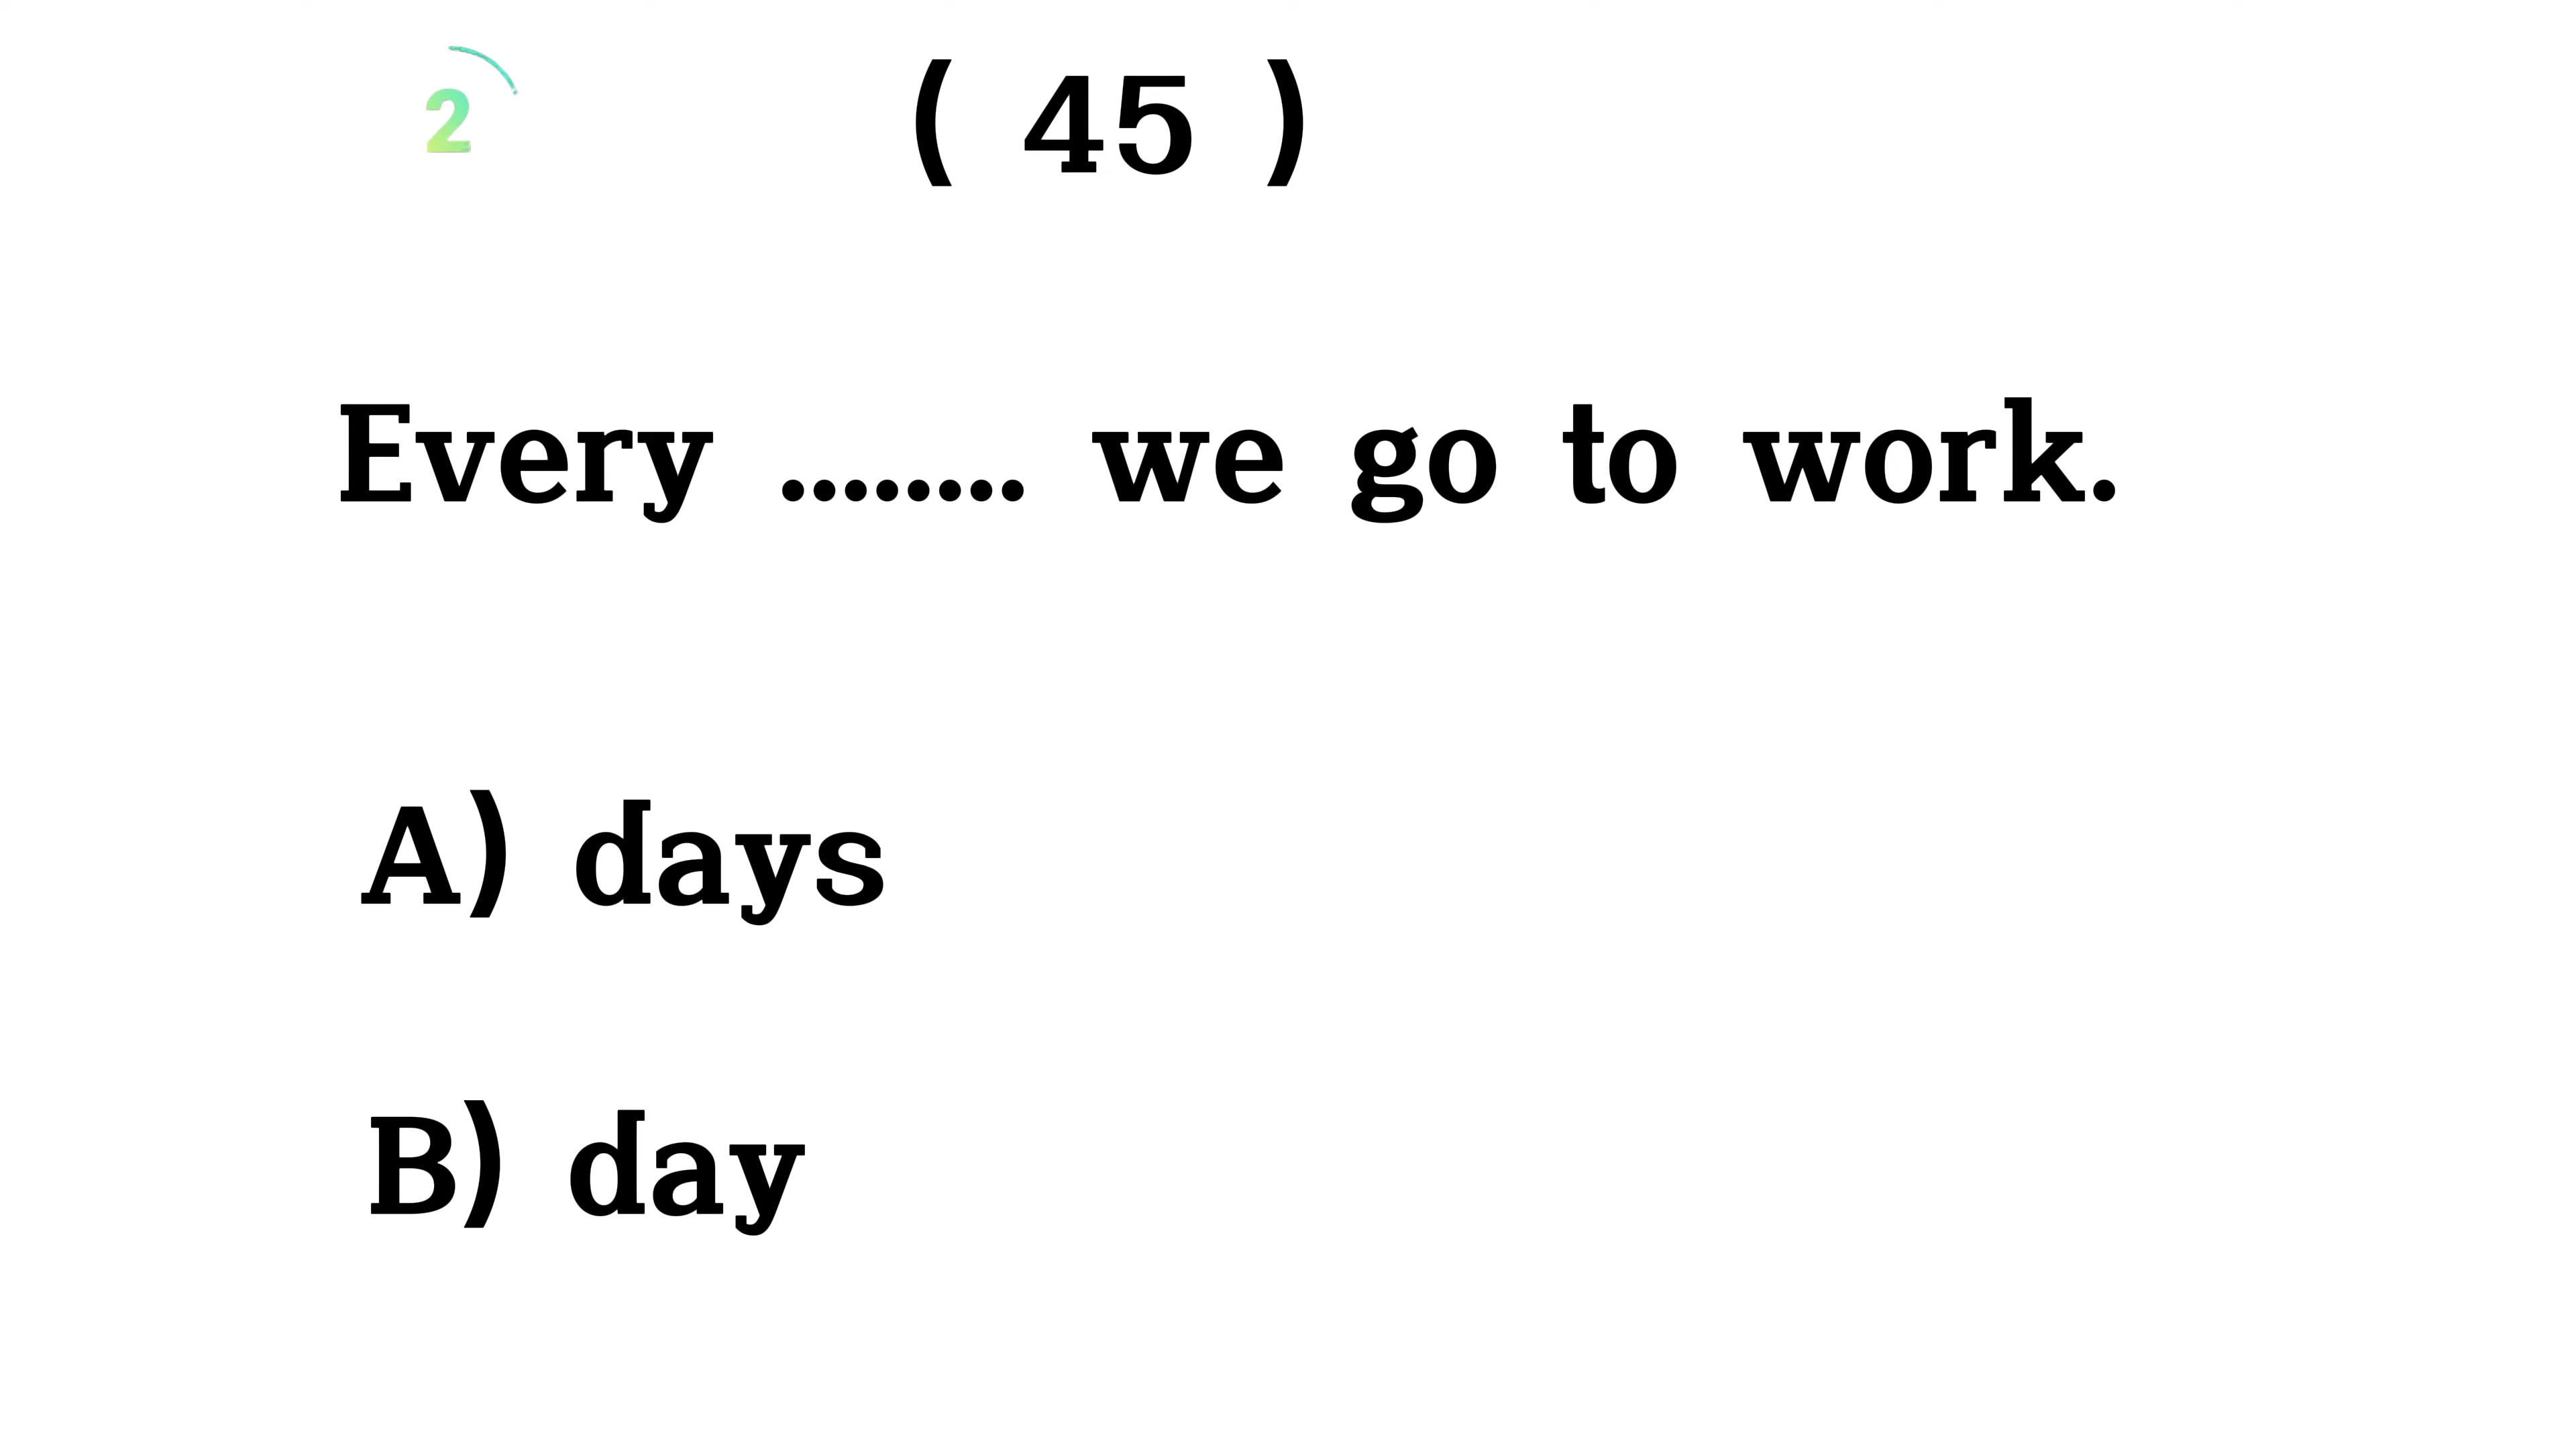 2
( 45 )
Every ........ we go to work.
A) days
B) day